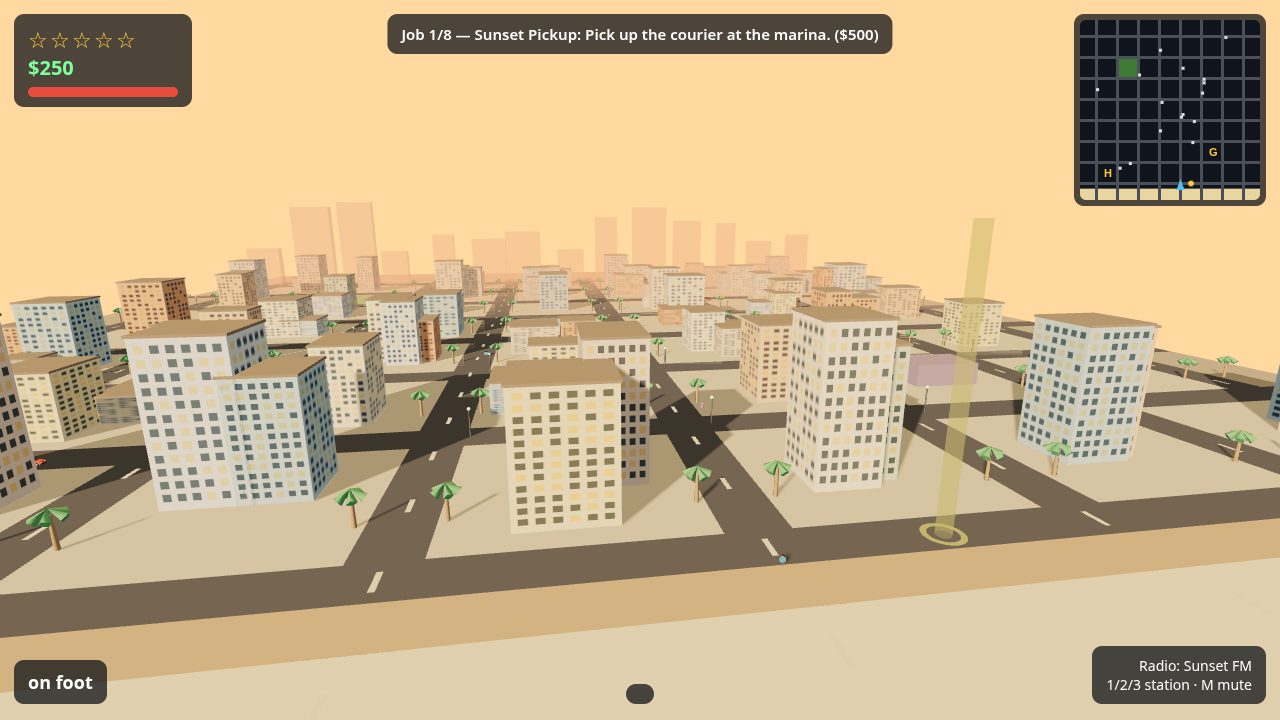 ☆☆☆☆☆
$250
Job 1/8 — Sunset Pickup: Pick up the courier at the marina. ($500)
G
H
on foot
Radio: Sunset FM
1/2/3 station · M mute